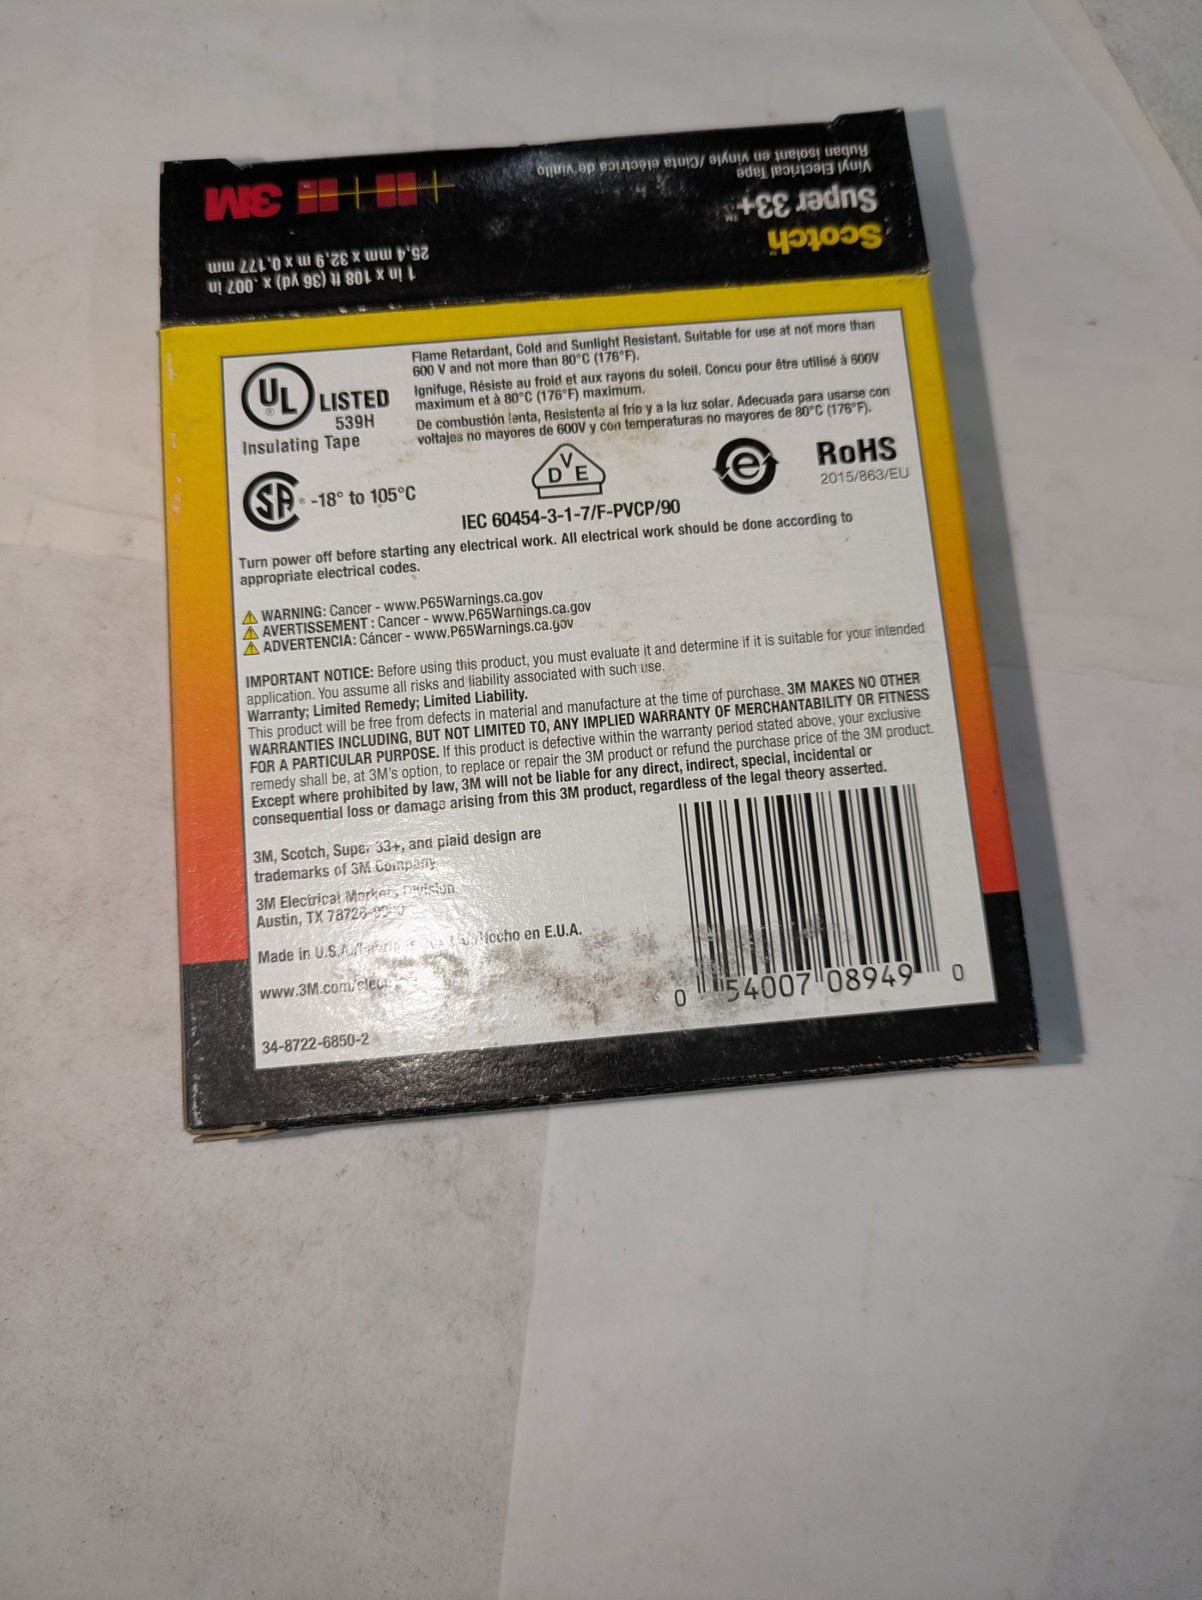 Scotch™
Super 33+™
Vinyl Electrical Tape
Ruban isolant en vinyle / Cinta eléctrica de vinilo
1 in x 108 ft (36 yd) x .007 in
25,4 mm x 32,9 m x 0,177 mm
3M
UL® LISTED
539H
Insulating Tape
Flame Retardant, Cold and Sunlight Resistant. Suitable for use at not more than
600 V and not more than 80°C (176°F).
Ignifuge, Résiste au froid et aux rayons du soleil. Concu pour être utilisé à 600V
maximum et à 80°C (176°F) maximum.
De combustión lenta, Resistente al frío y a la luz solar. Adecuada para usarse con
voltajes no mayores de 600V y con temperaturas no mayores de 80°C (176°F).
SA® -18° to 105°C
DVE
IEC 60454-3-1-7/F-PVCP/90
e
RoHS
2015/863/EU
Turn power off before starting any electrical work. All electrical work should be done according to
appropriate electrical codes.
WARNING: Cancer - www.P65Warnings.ca.gov
AVERTISSEMENT : Cancer - www.P65Warnings.ca.gov
ADVERTENCIA: Cáncer - www.P65Warnings.ca.gov
IMPORTANT NOTICE: Before using this product, you must evaluate it and determine if it is suitable for your intended
application. You assume all risks and liability associated with such use.
Warranty; Limited Remedy; Limited Liability.
This product will be free from defects in material and manufacture at the time of purchase. 3M MAKES NO OTHER
WARRANTIES INCLUDING, BUT NOT LIMITED TO, ANY IMPLIED WARRANTY OF MERCHANTABILITY OR FITNESS
FOR A PARTICULAR PURPOSE. If this product is defective within the warranty period stated above, your exclusive
remedy shall be, at 3M's option, to replace or repair the 3M product or refund the purchase price of the 3M product.
Except where prohibited by law, 3M will not be liable for any direct, indirect, special, incidental or
consequential loss or damage arising from this 3M product, regardless of the legal theory asserted.
3M, Scotch, Super 33+, and plaid design are
trademarks of 3M Company
3M Electrical Markets Division
Austin, TX
Made in U.S.A. en E.U.A.
www.3M.com/elec
34-8722-6850-2
0 54007 08949 0